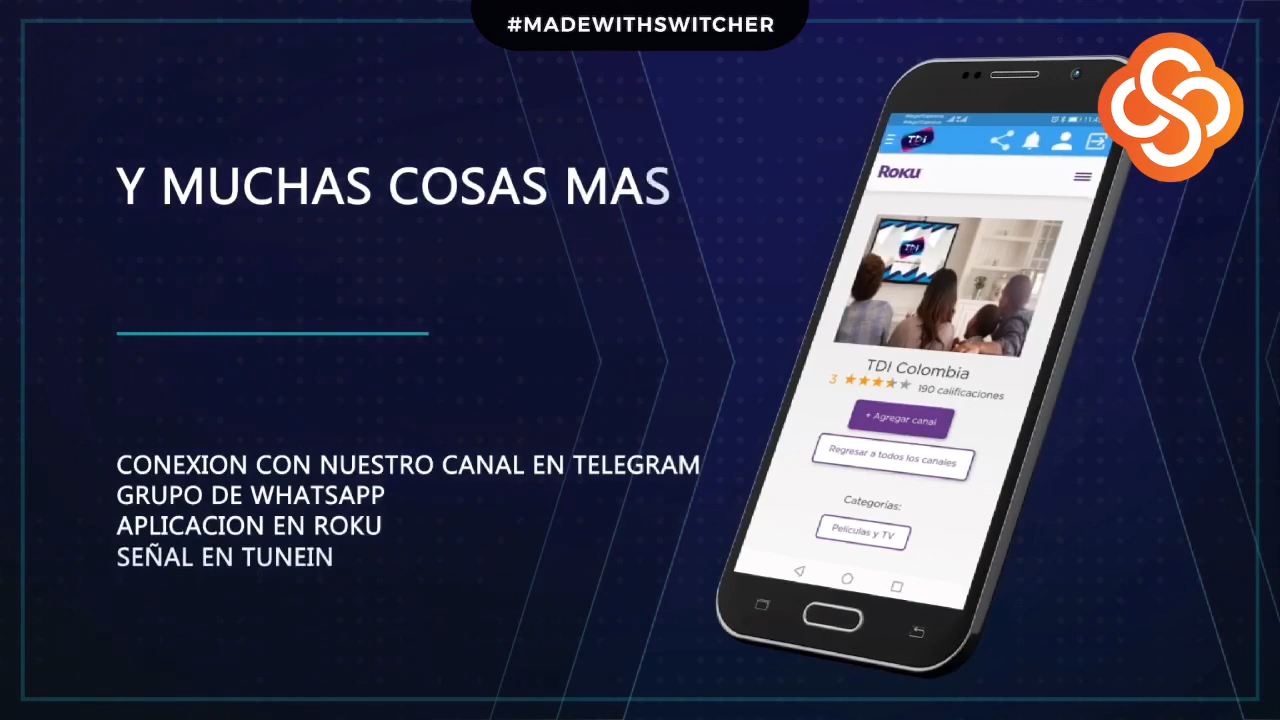 #MADEWITHSWITCHER
Y MUCHAS COSAS MAS
CONEXION CON NUESTRO CANAL EN TELEGRAM
GRUPO DE WHATSAPP
APLICACION EN ROKU
SEÑAL EN TUNEIN
TDI
Roku
TDI
TDI Colombia
3 190 calificaciones
+ Agregar canal
Regresar a todos los canales
Categorías:
Películas y TV